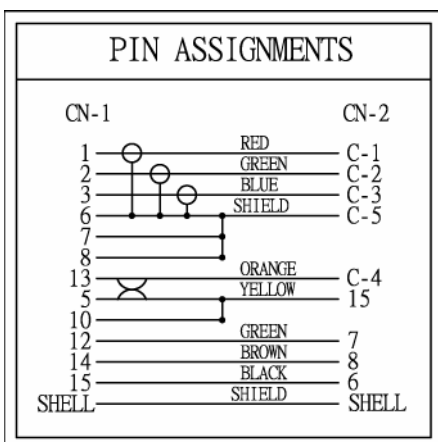 PIN ASSIGNMENTS
CN-1 CN-2
1 RED C-1
2 GREEN C-2
3 BLUE C-3
6 SHIELD C-5
7
8
13 ORANGE C-4
5 YELLOW 15
10
12 GREEN 7
14 BROWN 8
15 BLACK 6
SHELL SHIELD SHELL